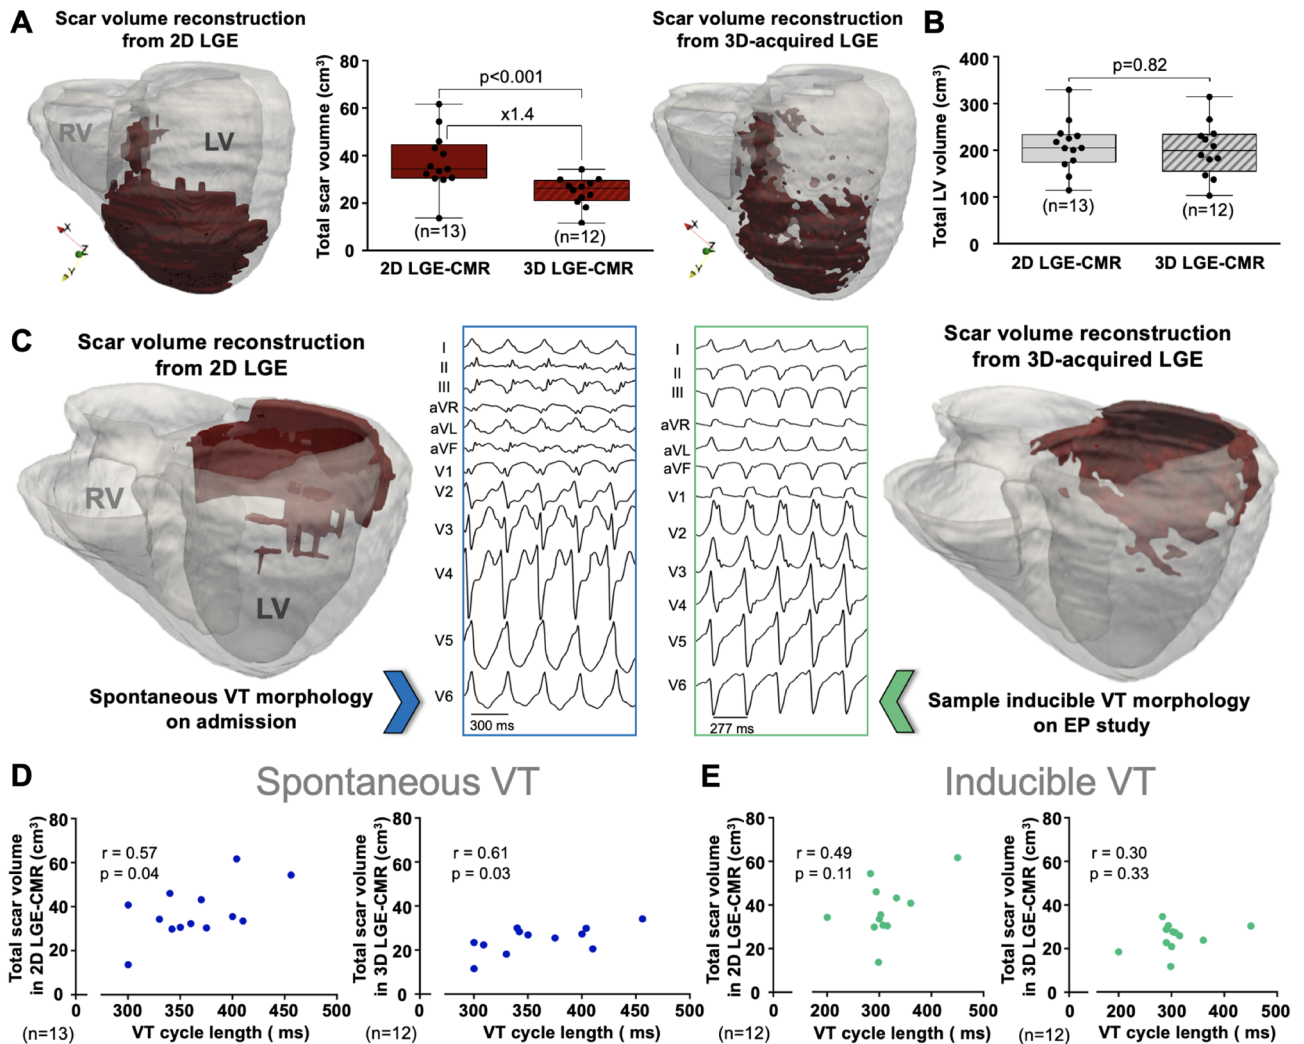 A
Scar volume reconstruction
from 2D LGE
RV
LV
X
Z
Y
Total scar voumne (cm³)
80
60
40
20
0
p<0.001
x1.4
(n=13)
(n=12)
2D LGE-CMR
3D LGE-CMR
Scar volume reconstruction
from 3D-acquired LGE
X
Z
Y
B
Total LV volume (cm³)
400
300
200
100
0
p=0.82
(n=13)
(n=12)
2D LGE-CMR
3D LGE-CMR
C
Scar volume reconstruction
from 2D LGE
RV
LV
Spontaneous VT morphology
on admission
I
II
III
aVR
aVL
aVF
V1
V2
V3
V4
V5
V6
300 ms
I
II
III
aVR
aVL
aVF
V1
V2
V3
V4
V5
V6
277 ms
Scar volume reconstruction
from 3D-acquired LGE
Sample inducible VT morphology
on EP study
D
Spontaneous VT
Total scar volume
in 2D LGE-CMR (cm³)
80
60
40
20
0
r = 0.57
p = 0.04
0
300
350
400
450
500
(n=13)
VT cycle length ( ms)
Total scar volume
in 3D LGE-CMR (cm³)
80
60
40
20
0
r = 0.61
p = 0.03
0
300
350
400
450
500
(n=12)
VT cycle length ( ms)
E
Inducible VT
Total scar volume
in 2D LGE-CMR (cm³)
80
60
40
20
0
r = 0.49
p = 0.11
0
200
300
400
500
(n=12)
VT cycle length ( ms)
Total scar volume
in 3D LGE-CMR (cm³)
80
60
40
20
0
r = 0.30
p = 0.33
0
200
300
400
500
(n=12)
VT cycle length ( ms)